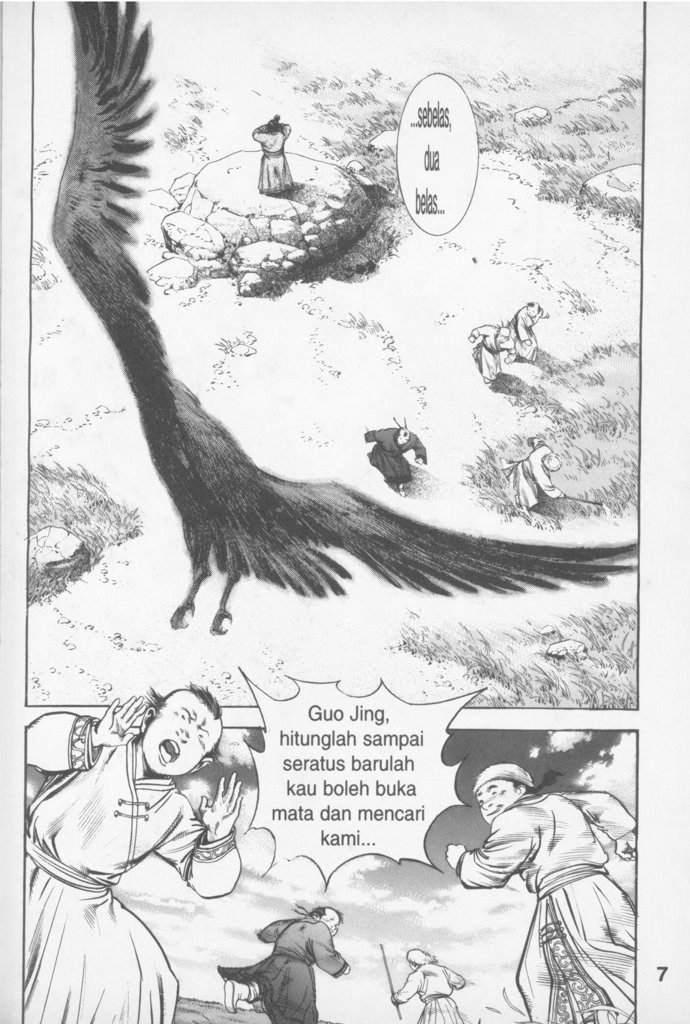 ...sebelas,
dua
belas...
Guo Jing,
hitunglah sampai
seratus barulah
kau boleh buka
mata dan mencari
kami...
7